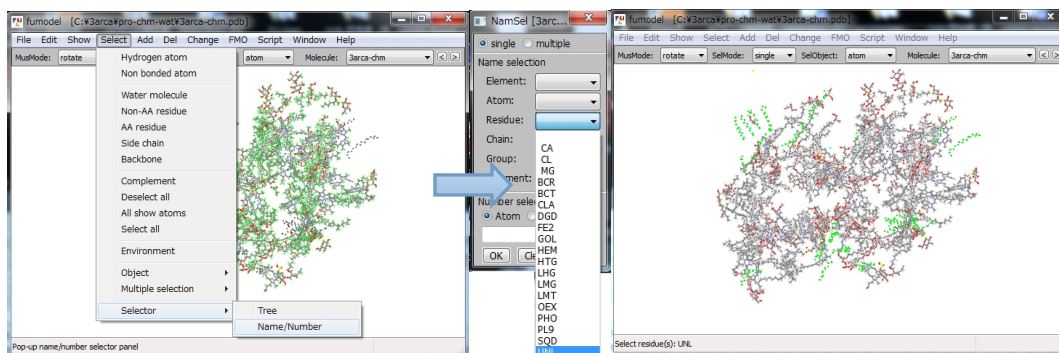 fumodel [C:¥3arca¥pro-chm-wat¥3arca-chm.pdb]
File Edit Show Select Add Del Change FMO Script Window Help
MusMode: rotate
atom Molecule: 3arca-chm < >
Hydrogen atom
Non bonded atom
Water molecule
Non-AA residue
AA residue
Side chain
Backbone
Complement
Deselect all
All show atoms
Select all
Environment
Object
Multiple selection
Selector
Tree
Name/Number
Pop-up name/number selector panel
NamSel [3arc...
single multiple
Name selection
Element:
Atom:
Residue:
Chain:
Group:
Number sele
Atom
OK
CA
CL
MG
BCR
BCT
CLA
DGD
FE2
GOL
HEM
HTG
LHG
LMG
LMT
OEX
PHO
PL9
SQD
UNL
fumodel [C:¥3arca¥pro-chm-wat¥3arca-chm.pdb]
File Edit Show Select Add Del Change FMO Script Window Help
MusMode: rotate SelMode: single SelObject: atom Molecule: 3arca-chm < >
Select residue(s): UNL